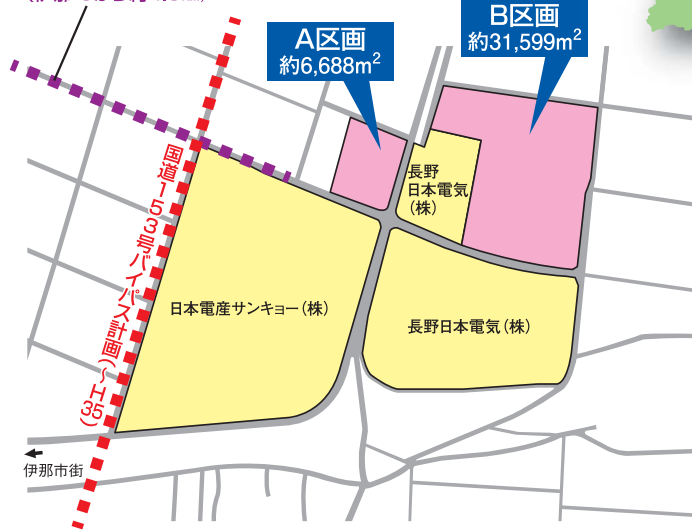 A区画
約6,688m²
B区画
約31,599m²
長野
日本電気
(株)
国道153号バイパス計画(〜H35)
日本電産サンキョー(株)
長野日本電気(株)
伊那市街